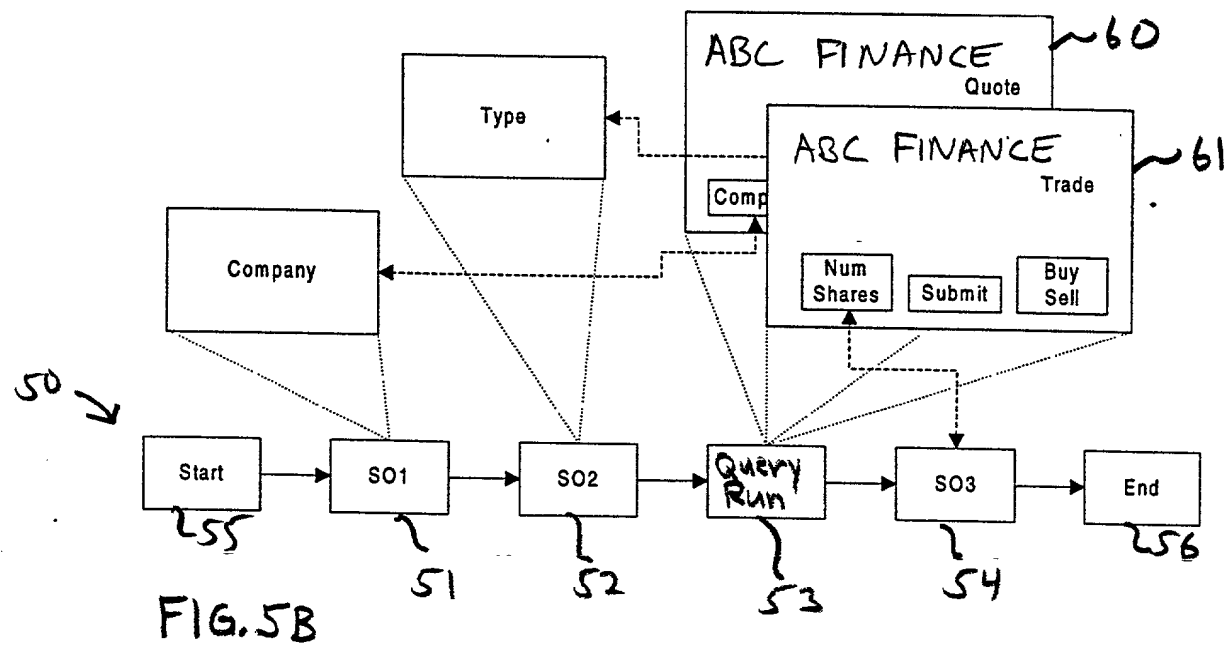 ABC FINANCE
60
Quote
Type
ABC FINANCE
61
Trade
Comp
Company
Num
Shares
Submit
Buy
Sell
50
Start
SO1
SO2
Query
Run
SO3
End
255
51
52
53
54
256
FIG.5B